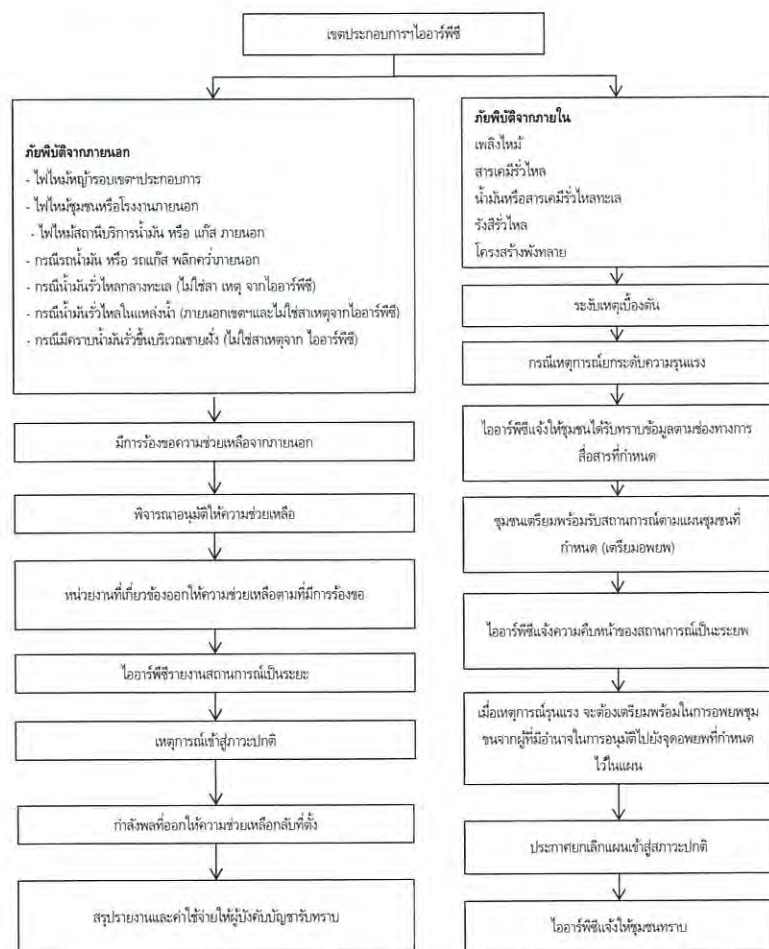 เขตประกอบการฯไออาร์พีซี
ภัยพิบัติจากภายนอก
- ไฟไหม้หญ้ารอบเขตฯประกอบการ
- ไฟไหม้ชุมชนหรือโรงงานภายนอก
- ไฟไหม้สถานีบริการน้ำมัน หรือ แก๊ส ภายนอก
- กรณีรถน้ำมัน หรือ รถแก๊ส พลิกคว่ำภายนอก
- กรณีน้ำมันรั่วไหลกลางทะเล (ไม่ใช่สา เหตุ จากไออาร์พีซี)
- กรณีน้ำมันรั่วไหลในแหล่งน้ำ (ภายนอกเขตฯและไม่ใช่สาเหตุจากไออาร์พีซี)
- กรณีมีคราบน้ำมันรั่วขึ้นบริเวณชายฝั่ง (ไม่ใช่สาเหตุจาก ไออาร์พีซี)
มีการร้องขอความช่วยเหลือจากภายนอก
พิจารณาอนุมัติให้ความช่วยเหลือ
หน่วยงานที่เกี่ยวข้องออกให้ความช่วยเหลือตามที่มีการร้องขอ
ไออาร์พีซีรายงานสถานการณ์เป็นระยะ
เหตุการณ์เข้าสู่ภาวะปกติ
กำลังพลที่ออกให้ความช่วยเหลือกลับที่ตั้ง
สรุปรายงานและค่าใช้จ่ายให้ผู้บังคับบัญชารับทราบ
ภัยพิบัติจากภายใน
เพลิงไหม้
สารเคมีรั่วไหล
น้ำมันหรือสารเคมีรั่วไหลทะเล
รังสีรั่วไหล
โครงสร้างพังทลาย
ระงับเหตุเบื้องต้น
กรณีเหตุการณ์ยกระดับความรุนแรง
ไออาร์พีซีแจ้งให้ชุมชนได้รับทราบข้อมูลตามช่องทางการ
สื่อสารที่กำหนด
ชุมชนเตรียมพร้อมรับสถานการณ์ตามแผนชุมชนที่
กำหนด (เตรียมอพยพ)
ไออาร์พีซีแจ้งความคืบหน้าของสถานการณ์เป็นะระยพ
เมื่อเหตุการณ์รุนแรง จะต้องเตรียมพร้อมในการอพยพชุม
ชนจากผู้ที่มีอำนาจในการอนุมัติไปยังจุดอพยพที่กำหนด
ไว้ในแผน
ประกาศยกเลิกแผนเข้าสู่สภาวะปกติ
ไออาร์พีซีแจ้งให้ชุมชนทราบ